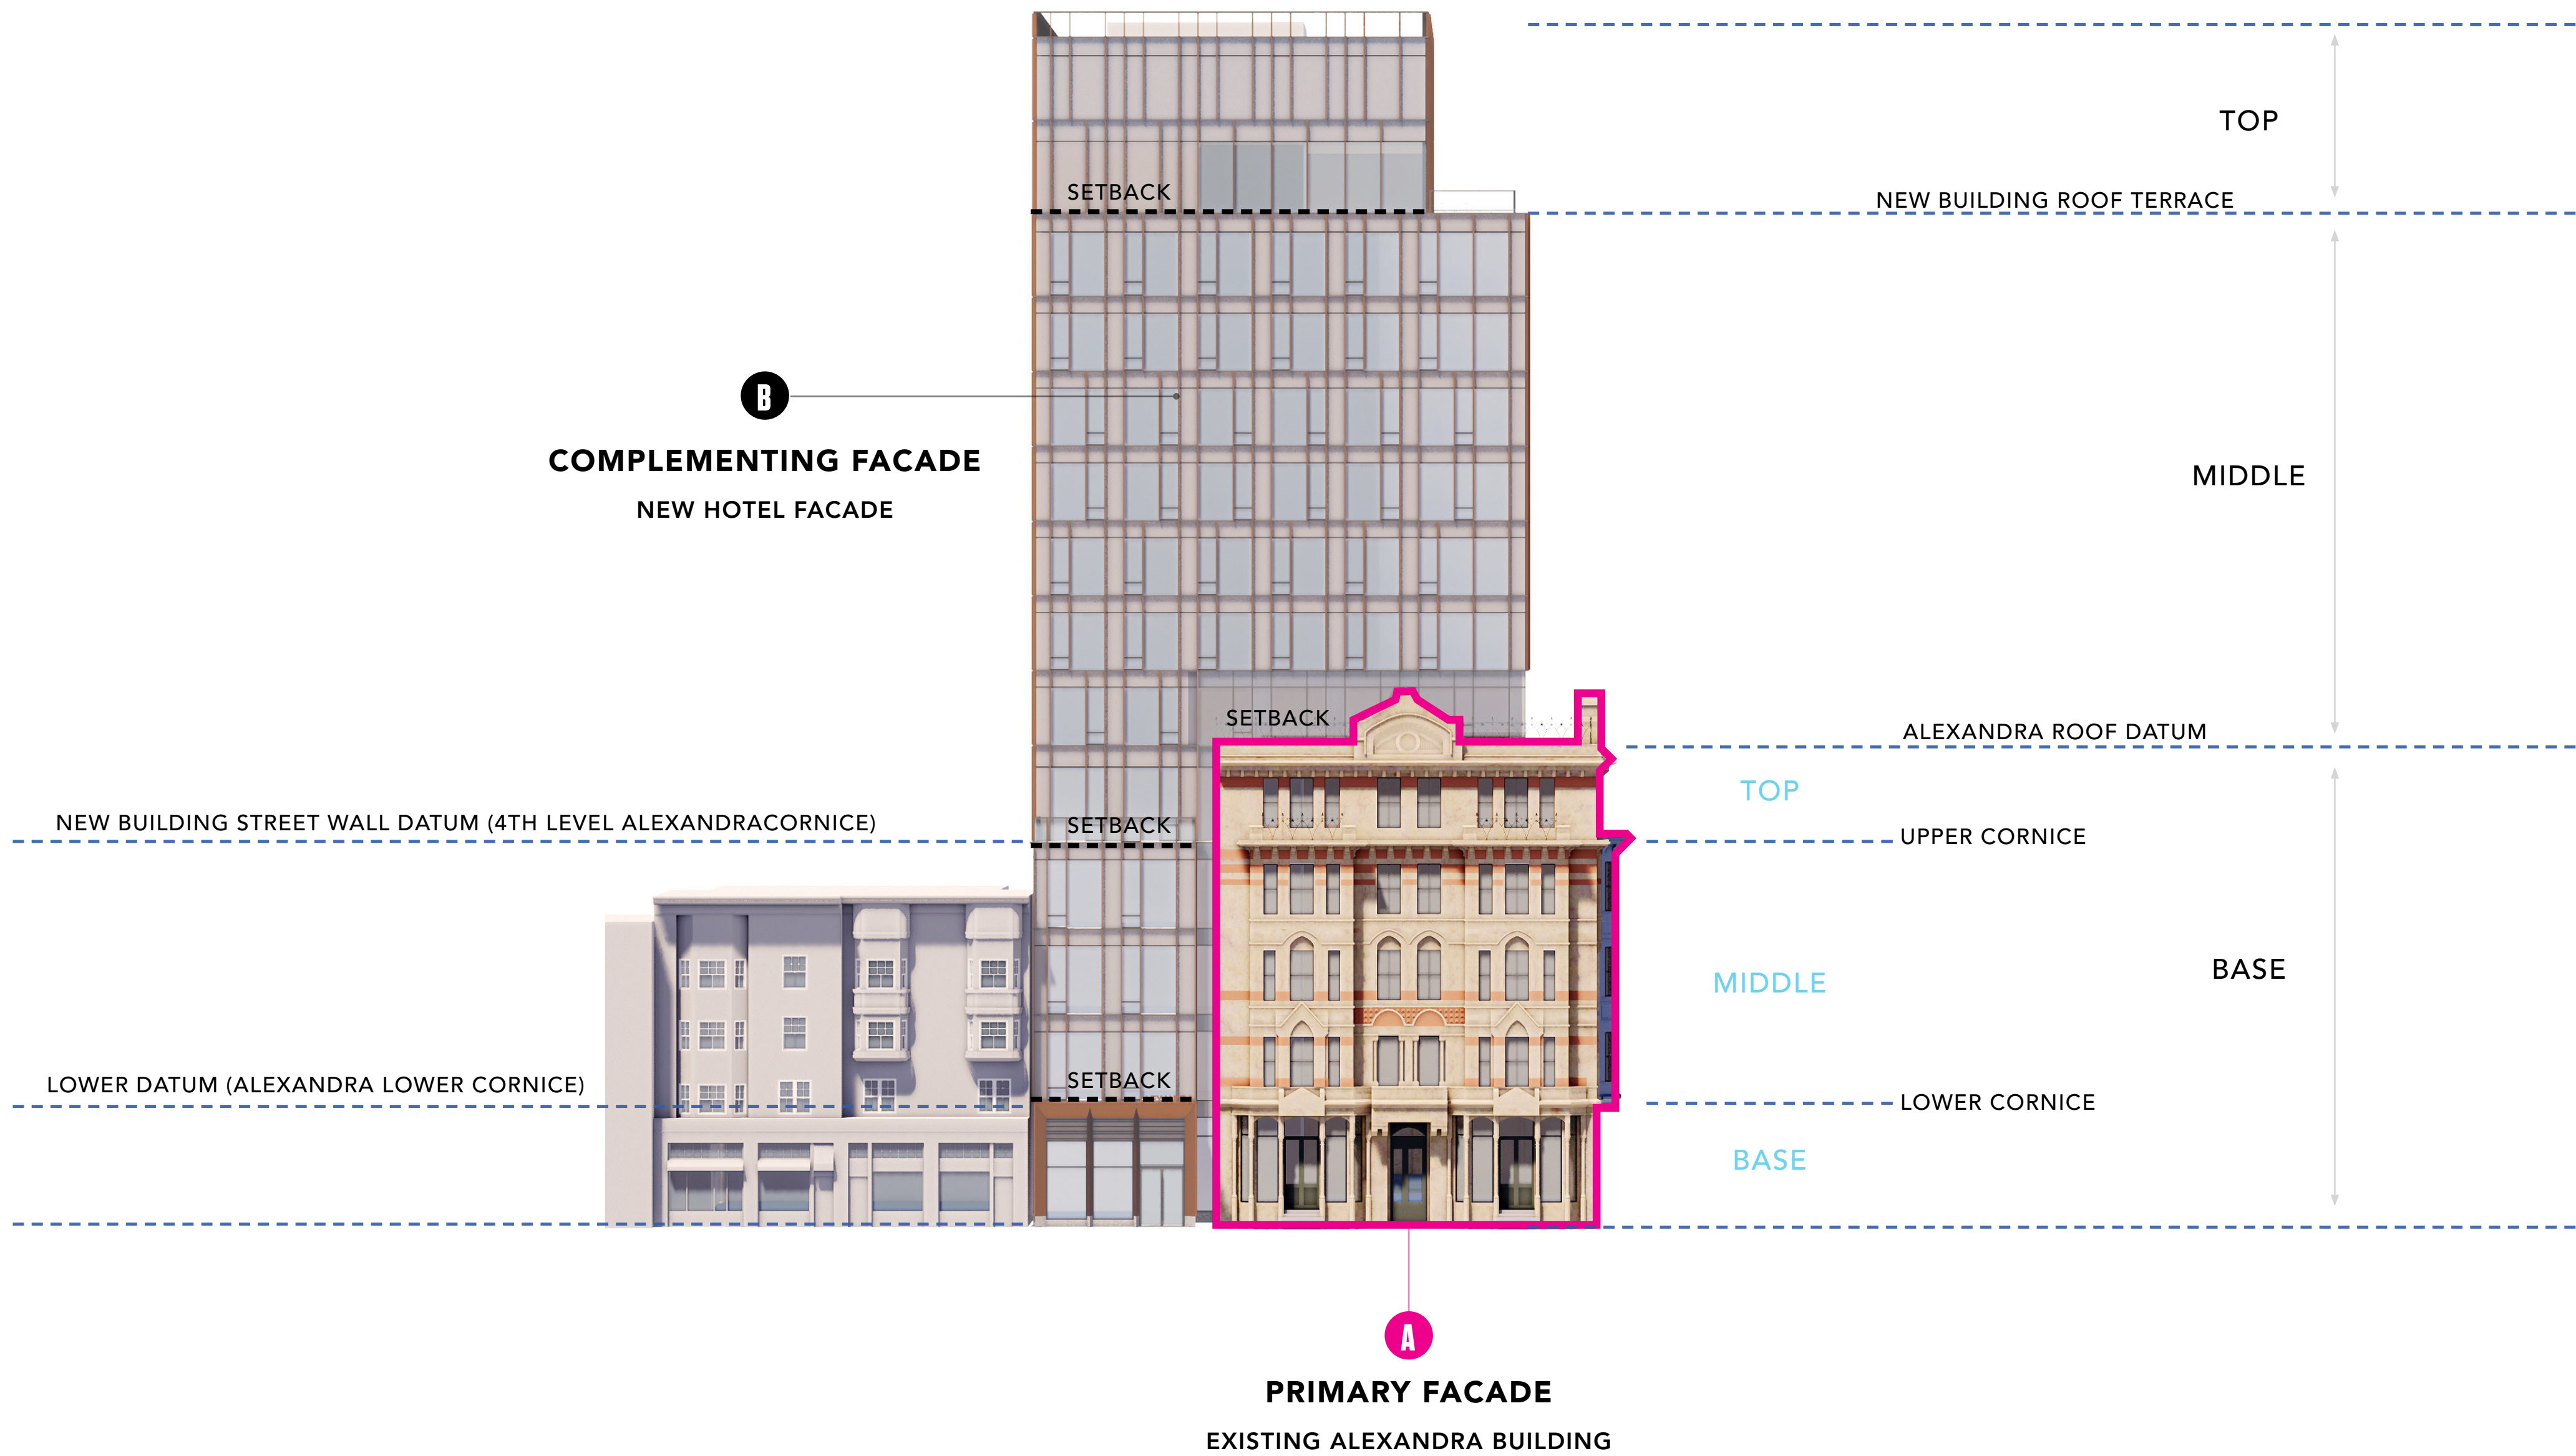 TOP
SETBACK
NEW BUILDING ROOF TERRACE
B
COMPLEMENTING FACADE
NEW HOTEL FACADE
MIDDLE
SETBACK
ALEXANDRA ROOF DATUM
TOP
NEW BUILDING STREET WALL DATUM (4TH LEVEL ALEXANDRACORNICE)
SETBACK
UPPER CORNICE
MIDDLE
BASE
LOWER DATUM (ALEXANDRA LOWER CORNICE)
SETBACK
LOWER CORNICE
BASE
A
PRIMARY FACADE
EXISTING ALEXANDRA BUILDING